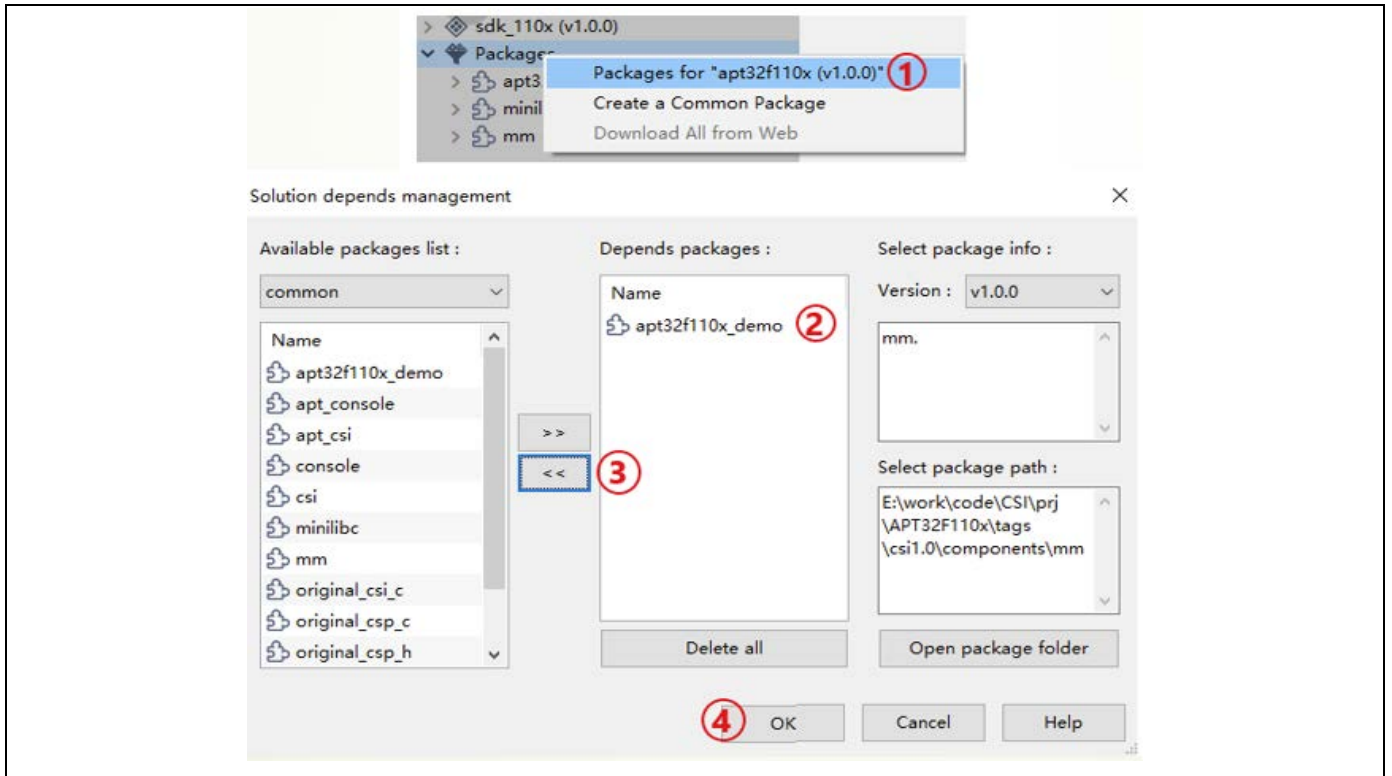 sdk_110x (v1.0.0)
Packages
Packages for "apt32f110x (v1.0.0)" ①
apt3
Create a Common Package
minil
Download All from Web
mm
Solution depends management
Available packages list :
Depends packages :
Select package info :
common
Name
Version : v1.0.0
apt32f110x_demo ②
Name
mm.
apt32f110x_demo
apt_console
apt_csi
>>
console
<< ③
Select package path :
csi
E:\work\code\CSI\prj
\APT32F110x\tags
\csi1.0\components\mm
minilibc
mm
original_csi_c
original_csp_c
original_csp_h
Delete all
Open package folder
④ OK
Cancel
Help